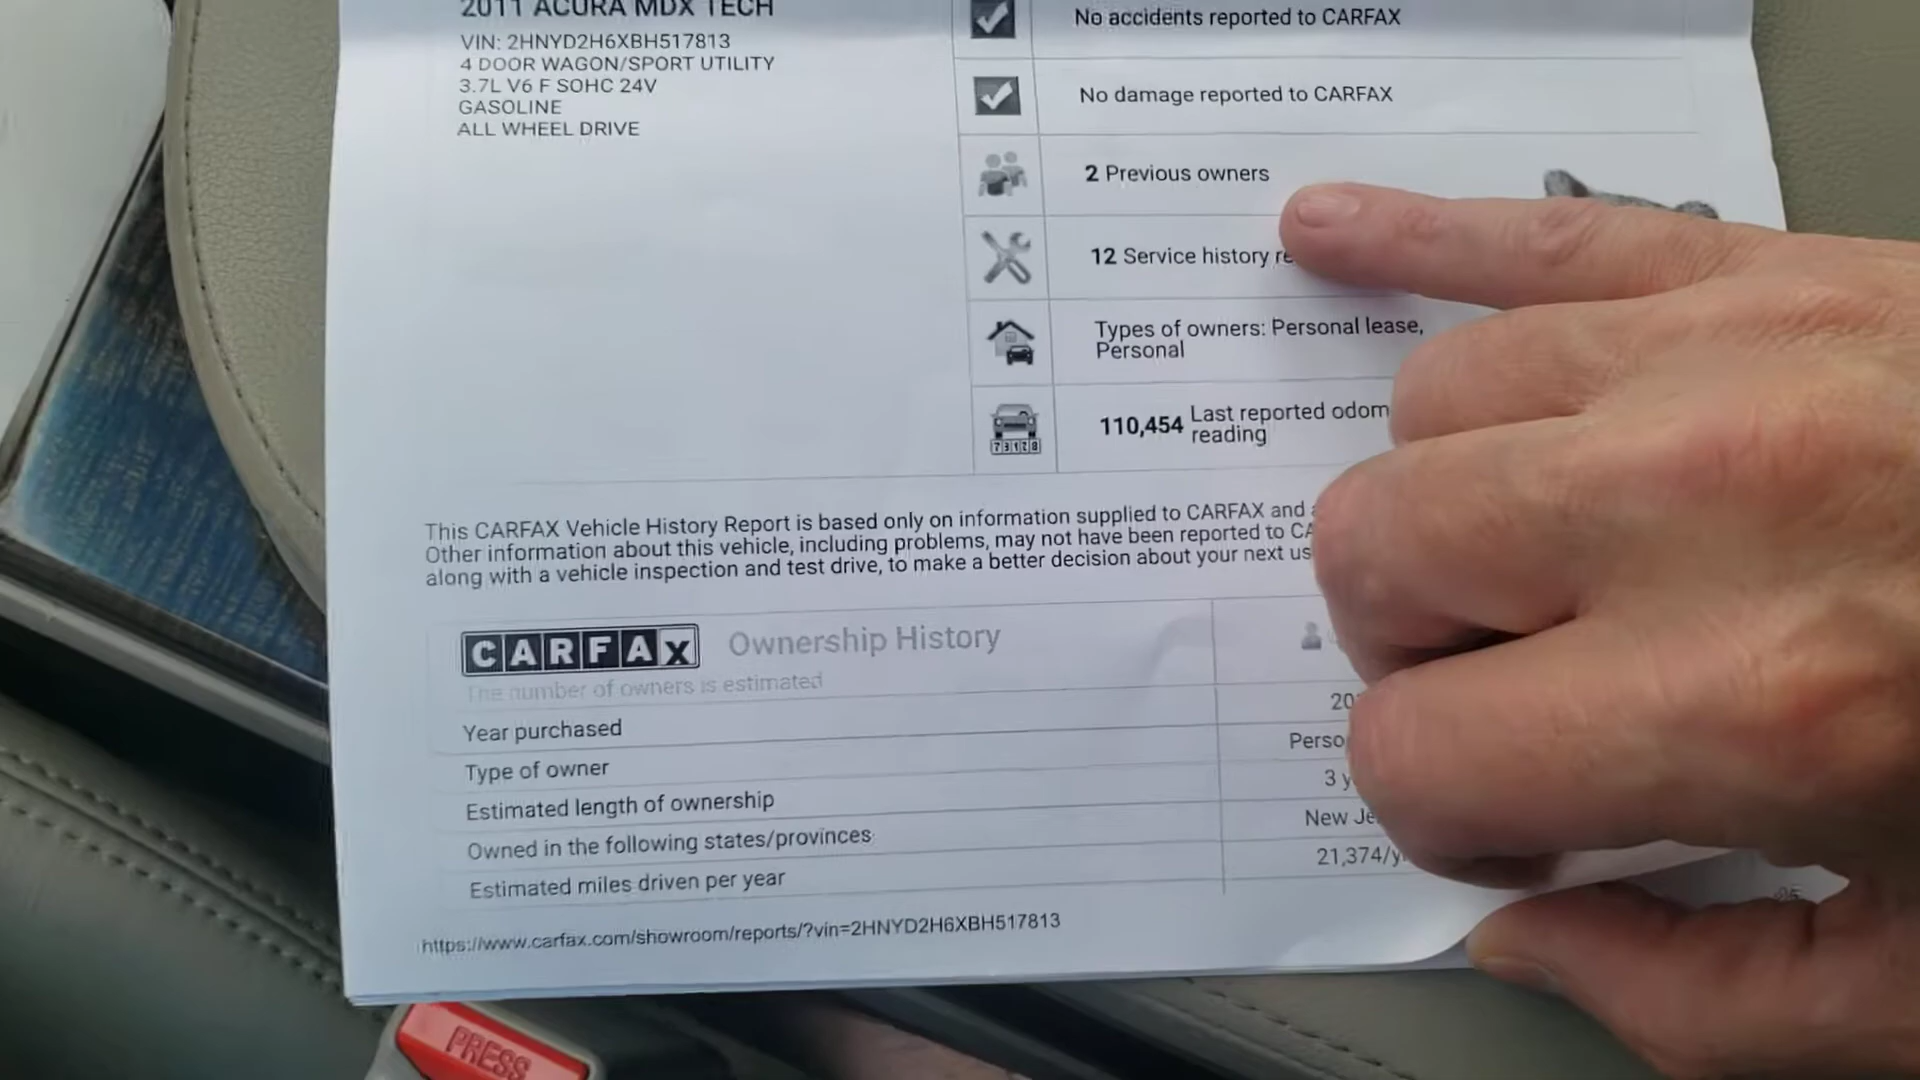 2011 ACURA MDX TECH
VIN: 2HNYD2H6XBH517813
4 DOOR WAGON/SPORT UTILITY
3.7L V6 F SOHC 24V
GASOLINE
ALL WHEEL DRIVE
No accidents reported to CARFAX
No damage reported to CARFAX
2 Previous owners
12 Service history
Types of owners: Personal lease,
Personal
110,454 Last reported
reading
73128
This CARFAX Vehicle History Report is based only on information supplied to CARFAX and
Other information about this vehicle, including problems, may not have been reported to
along with a vehicle inspection and test drive, to make a better decision about your next
CARFAX Ownership History
The number of owners is estimated
Year purchased
Type of owner
Estimated length of ownership 3
Owned in the following states/provinces New
Estimated miles driven per year 21,374/
https://www.carfax.com/showroom/reports/?vin=2HNYD2H6XBH517813
PRESS